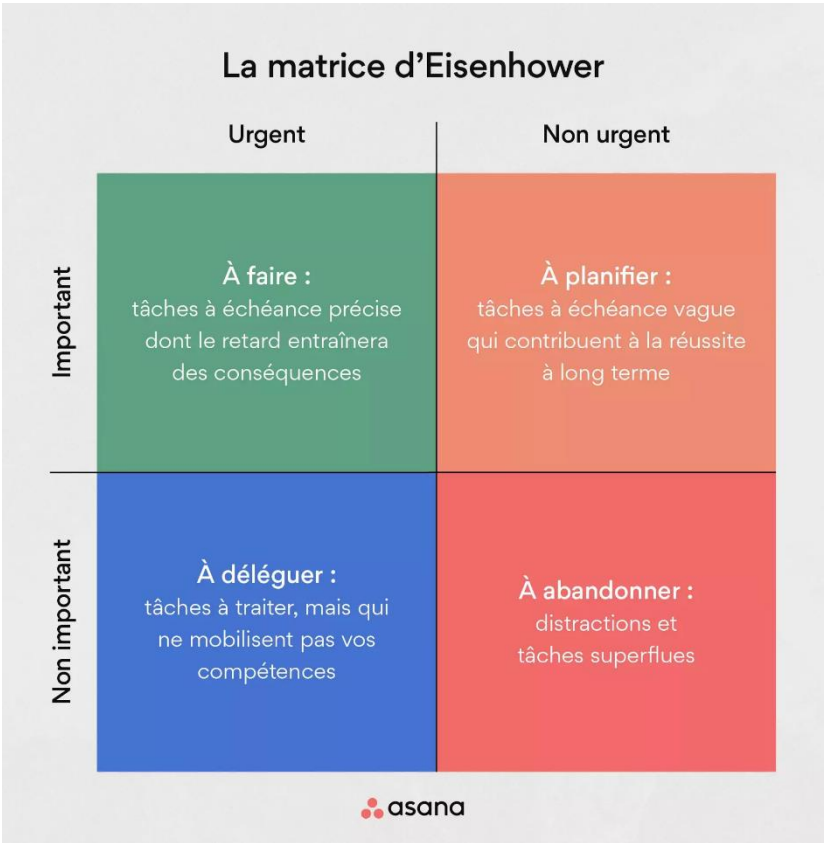 La matrice d’Eisenhower
Urgent
Non urgent
Important
À faire :
tâches à échéance précise
dont le retard entraînera
des conséquences
À planifier :
tâches à échéance vague
qui contribuent à la réussite
à long terme
Non important
À déléguer :
tâches à traiter, mais qui
ne mobilisent pas vos
compétences
À abandonner :
distractions et
tâches superflues
asana